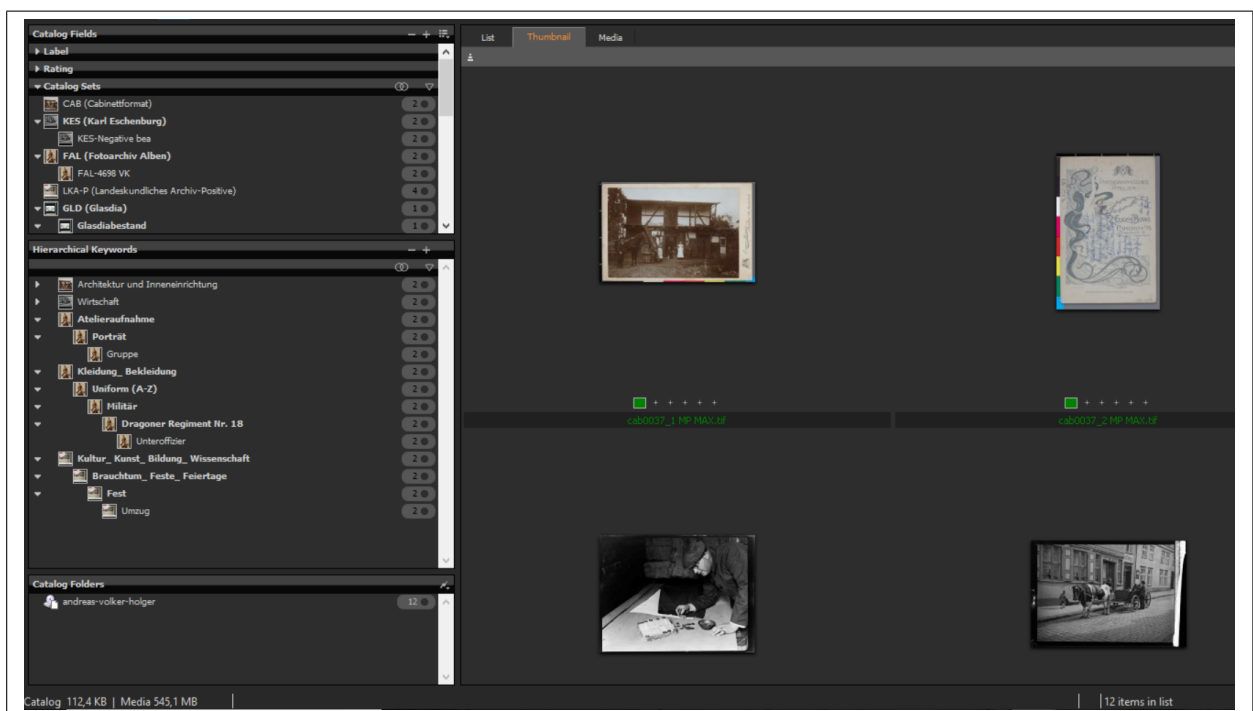 Catalog Fields
Label
Rating
Catalog Sets
CAB (Cabinettformat) 2
KES (Karl Eschenburg) 2
KES-Negative bea 2
FAL (Fotoarchiv Alben) 2
FAL-4698 VK 2
LKA-P (Landeskundliches Archiv-Positive) 4
GLD (Glasdia) 1
Glasdiabestand 1
Hierarchical Keywords
Architektur und Inneneinrichtung 2
Wirtschaft 2
Atelieraufnahme 2
Porträt 2
Gruppe 2
Kleidung_ Bekleidung 2
Uniform (A-Z) 2
Militär 2
Dragoner Regiment Nr. 18 2
Unteroffizier 2
Kultur_ Kunst_ Bildung_ Wissenschaft 2
Brauchtum_ Feste_ Feiertage 2
Fest 2
Umzug 2
Catalog Folders
andreas-volker-holger 12
Catalog 112,4 KB | Media 545,1 MB
List Thumbnail Media
cab0037_1 MP MAX.tif cab0037_2 MP MAX.tif
12 items in list